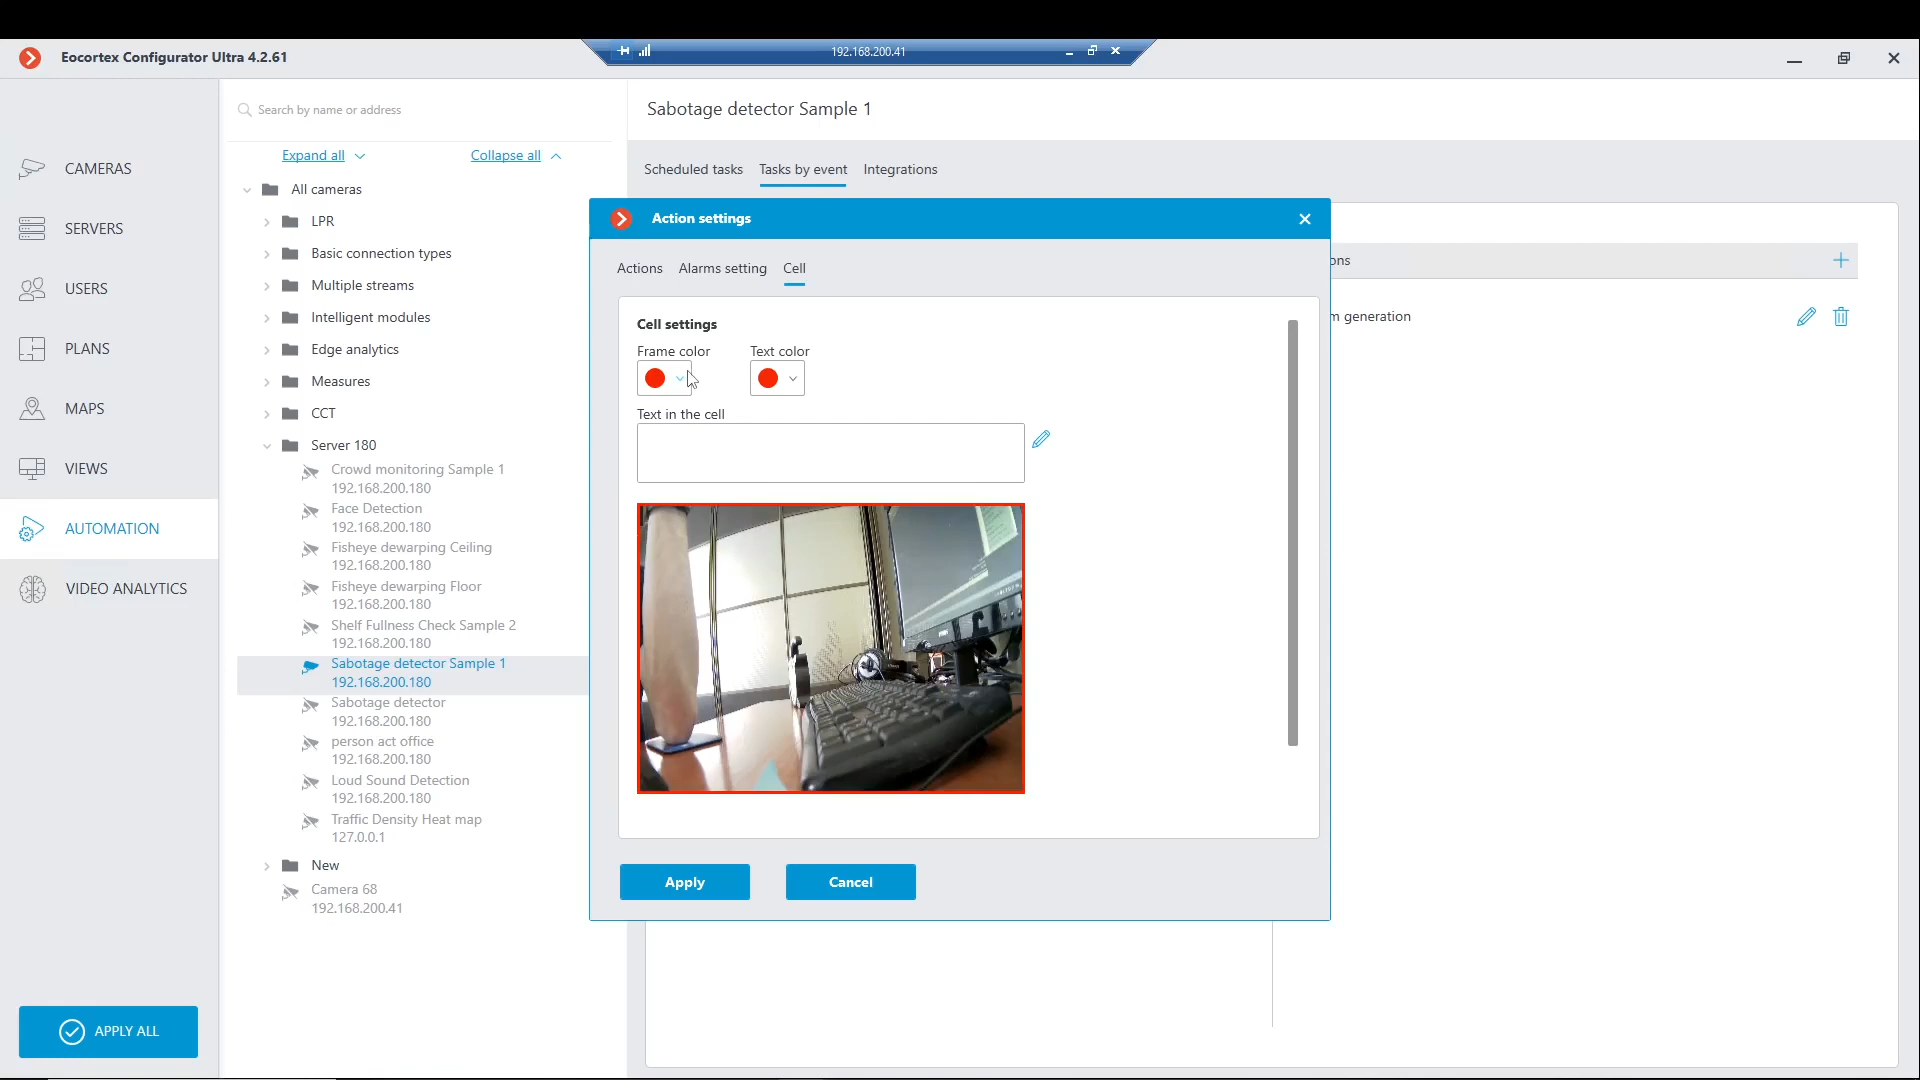 Eocortex Configurator Ultra 4.2.61
192.168.200.41
Search by name or address
Expand all
Collapse all
CAMERAS
SERVERS
USERS
PLANS
MAPS
VIEWS
AUTOMATION
VIDEO ANALYTICS
APPLY ALL
All cameras
LPR
Basic connection types
Multiple streams
Intelligent modules
Edge analytics
Measures
CCT
Server 180
Crowd monitoring Sample 1
192.168.200.180
Face Detection
192.168.200.180
Fisheye dewarping Ceiling
192.168.200.180
Fisheye dewarping Floor
192.168.200.180
Shelf Fullness Check Sample 2
192.168.200.180
Sabotage detector Sample 1
192.168.200.180
Sabotage detector
192.168.200.180
person act office
192.168.200.180
Loud Sound Detection
192.168.200.180
Traffic Density Heat map
127.0.0.1
New
Camera 68
192.168.200.41
Sabotage detector Sample 1
Scheduled tasks Tasks by event Integrations
ons
m generation
Action settings
Actions Alarms setting Cell
Cell settings
Frame color Text color
Text in the cell
Apply Cancel